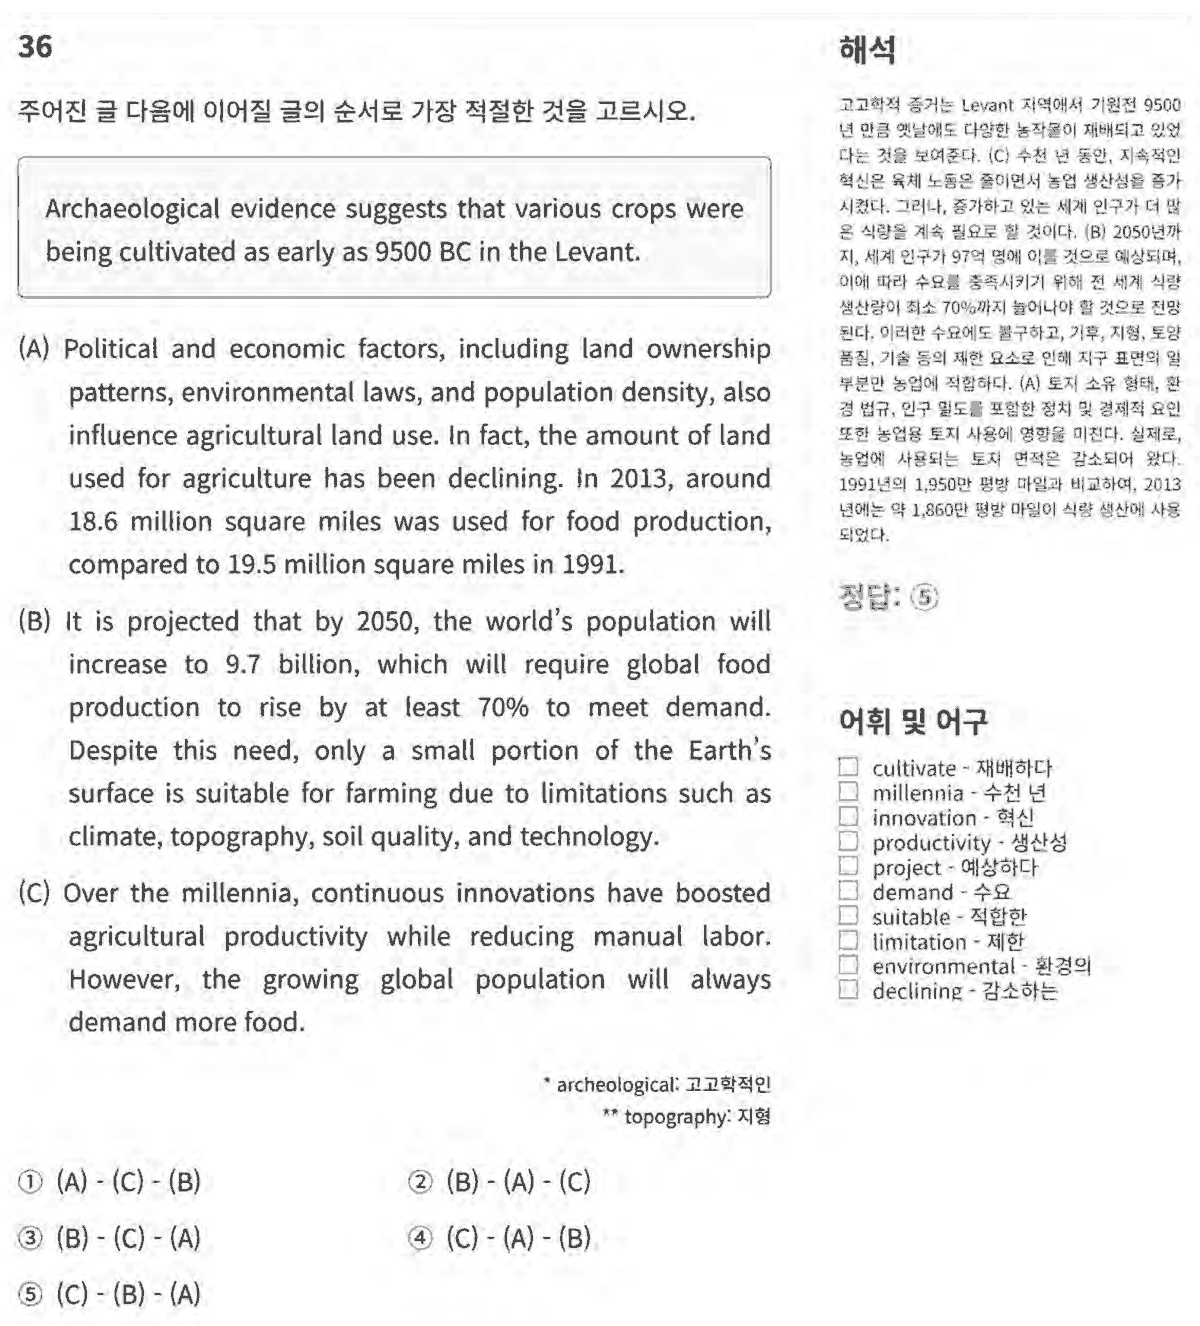 36
주어진 글 다음에 이어질 글의 순서로 가장 적절한 것을 고르시오.
Archaeological evidence suggests that various crops were
being cultivated as early as 9500 BC in the Levant.
(A) Political and economic factors, including land ownership
patterns, environmental laws, and population density, also
influence agricultural land use. In fact, the amount of land
used for agriculture has been declining. In 2013, around
18.6 million square miles was used for food production,
compared to 19.5 million square miles in 1991.
(B) It is projected that by 2050, the world's population will
increase to 9.7 billion, which will require global food
production to rise by at least 70% to meet demand.
Despite this need, only a small portion of the Earth's
surface is suitable for farming due to limitations such as
climate, topography, soil quality, and technology.
(C) Over the millennia, continuous innovations have boosted
agricultural productivity while reducing manual labor.
However, the growing global population will always
demand more food.
* archeological: 고고학적인
** topography: 지형
① (A) - (C) - (B)
② (B) - (A) - (C)
③ (B) - (C) - (A)
④ (C) - (A) - (B)
⑤ (C) - (B) - (A)
해석
고고학적 증거는 Levant 지역에서 기원전 9500
년 만큼 옛날에도 다양한 농작물이 재배되고 있었
다는 것을 보여준다. (C) 수천 년 동안, 지속적인
혁신은 육체 노동은 줄이면서 농업 생산성을 증가
시켰다. 그러나, 증가하고 있는 세계 인구가 더 많
은 식량을 계속 필요로 할 것이다. (B) 2050년까
지, 세계 인구가 97억 명에 이를 것으로 예상되며,
이에 따라 수요를 충족시키기 위해 전 세계 식량
생산량이 최소 70%까지 늘어나야 할 것으로 전망
된다. 이러한 수요에도 불구하고, 기후, 지형, 토양
품질, 기술 등의 제한 요소로 인해 지구 표면의 일
부분만 농업에 적합하다. (A) 토지 소유 형태, 환
경 법규, 인구 밀도를 포함한 정치 및 경제적 요인
또한 농업용 토지 사용에 영향을 미친다. 실제로,
농업에 사용되는 토지 면적은 감소되어 왔다.
1991년의 1,950만 평방 마일과 비교하여, 2013
년에는 약 1,860만 평방 마일이 식량 생산에 사용
되었다.
정답: ⑤
어휘 및 어구
cultivate - 재배하다
millennia - 수천 년
innovation - 혁신
productivity - 생산성
project - 예상하다
demand - 수요
suitable - 적합한
limitation - 제한
environmental - 환경의
declining - 감소하는